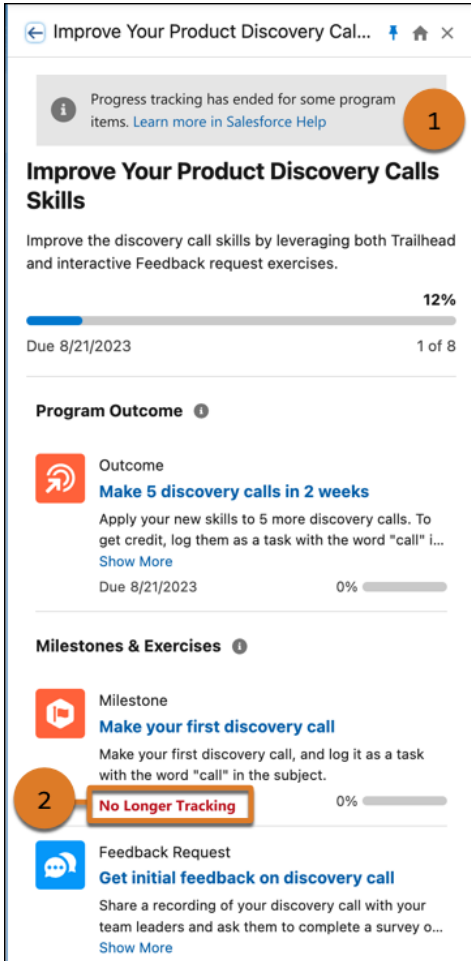 Improve Your Product Discovery Cal...
Progress tracking has ended for some program
items. Learn more in Salesforce Help
1
Improve Your Product Discovery Calls
Skills
Improve the discovery call skills by leveraging both Trailhead
and interactive Feedback request exercises.
12%
Due 8/21/2023 1 of 8
Program Outcome
Outcome
Make 5 discovery calls in 2 weeks
Apply your new skills to 5 more discovery calls. To
get credit, log them as a task with the word "call" i...
Show More
Due 8/21/2023 0%
Milestones & Exercises
Milestone
Make your first discovery call
Make your first discovery call, and log it as a task
with the word "call" in the subject.
2 No Longer Tracking 0%
Feedback Request
Get initial feedback on discovery call
Share a recording of your discovery call with your
team leaders and ask them to complete a survey o...
Show More